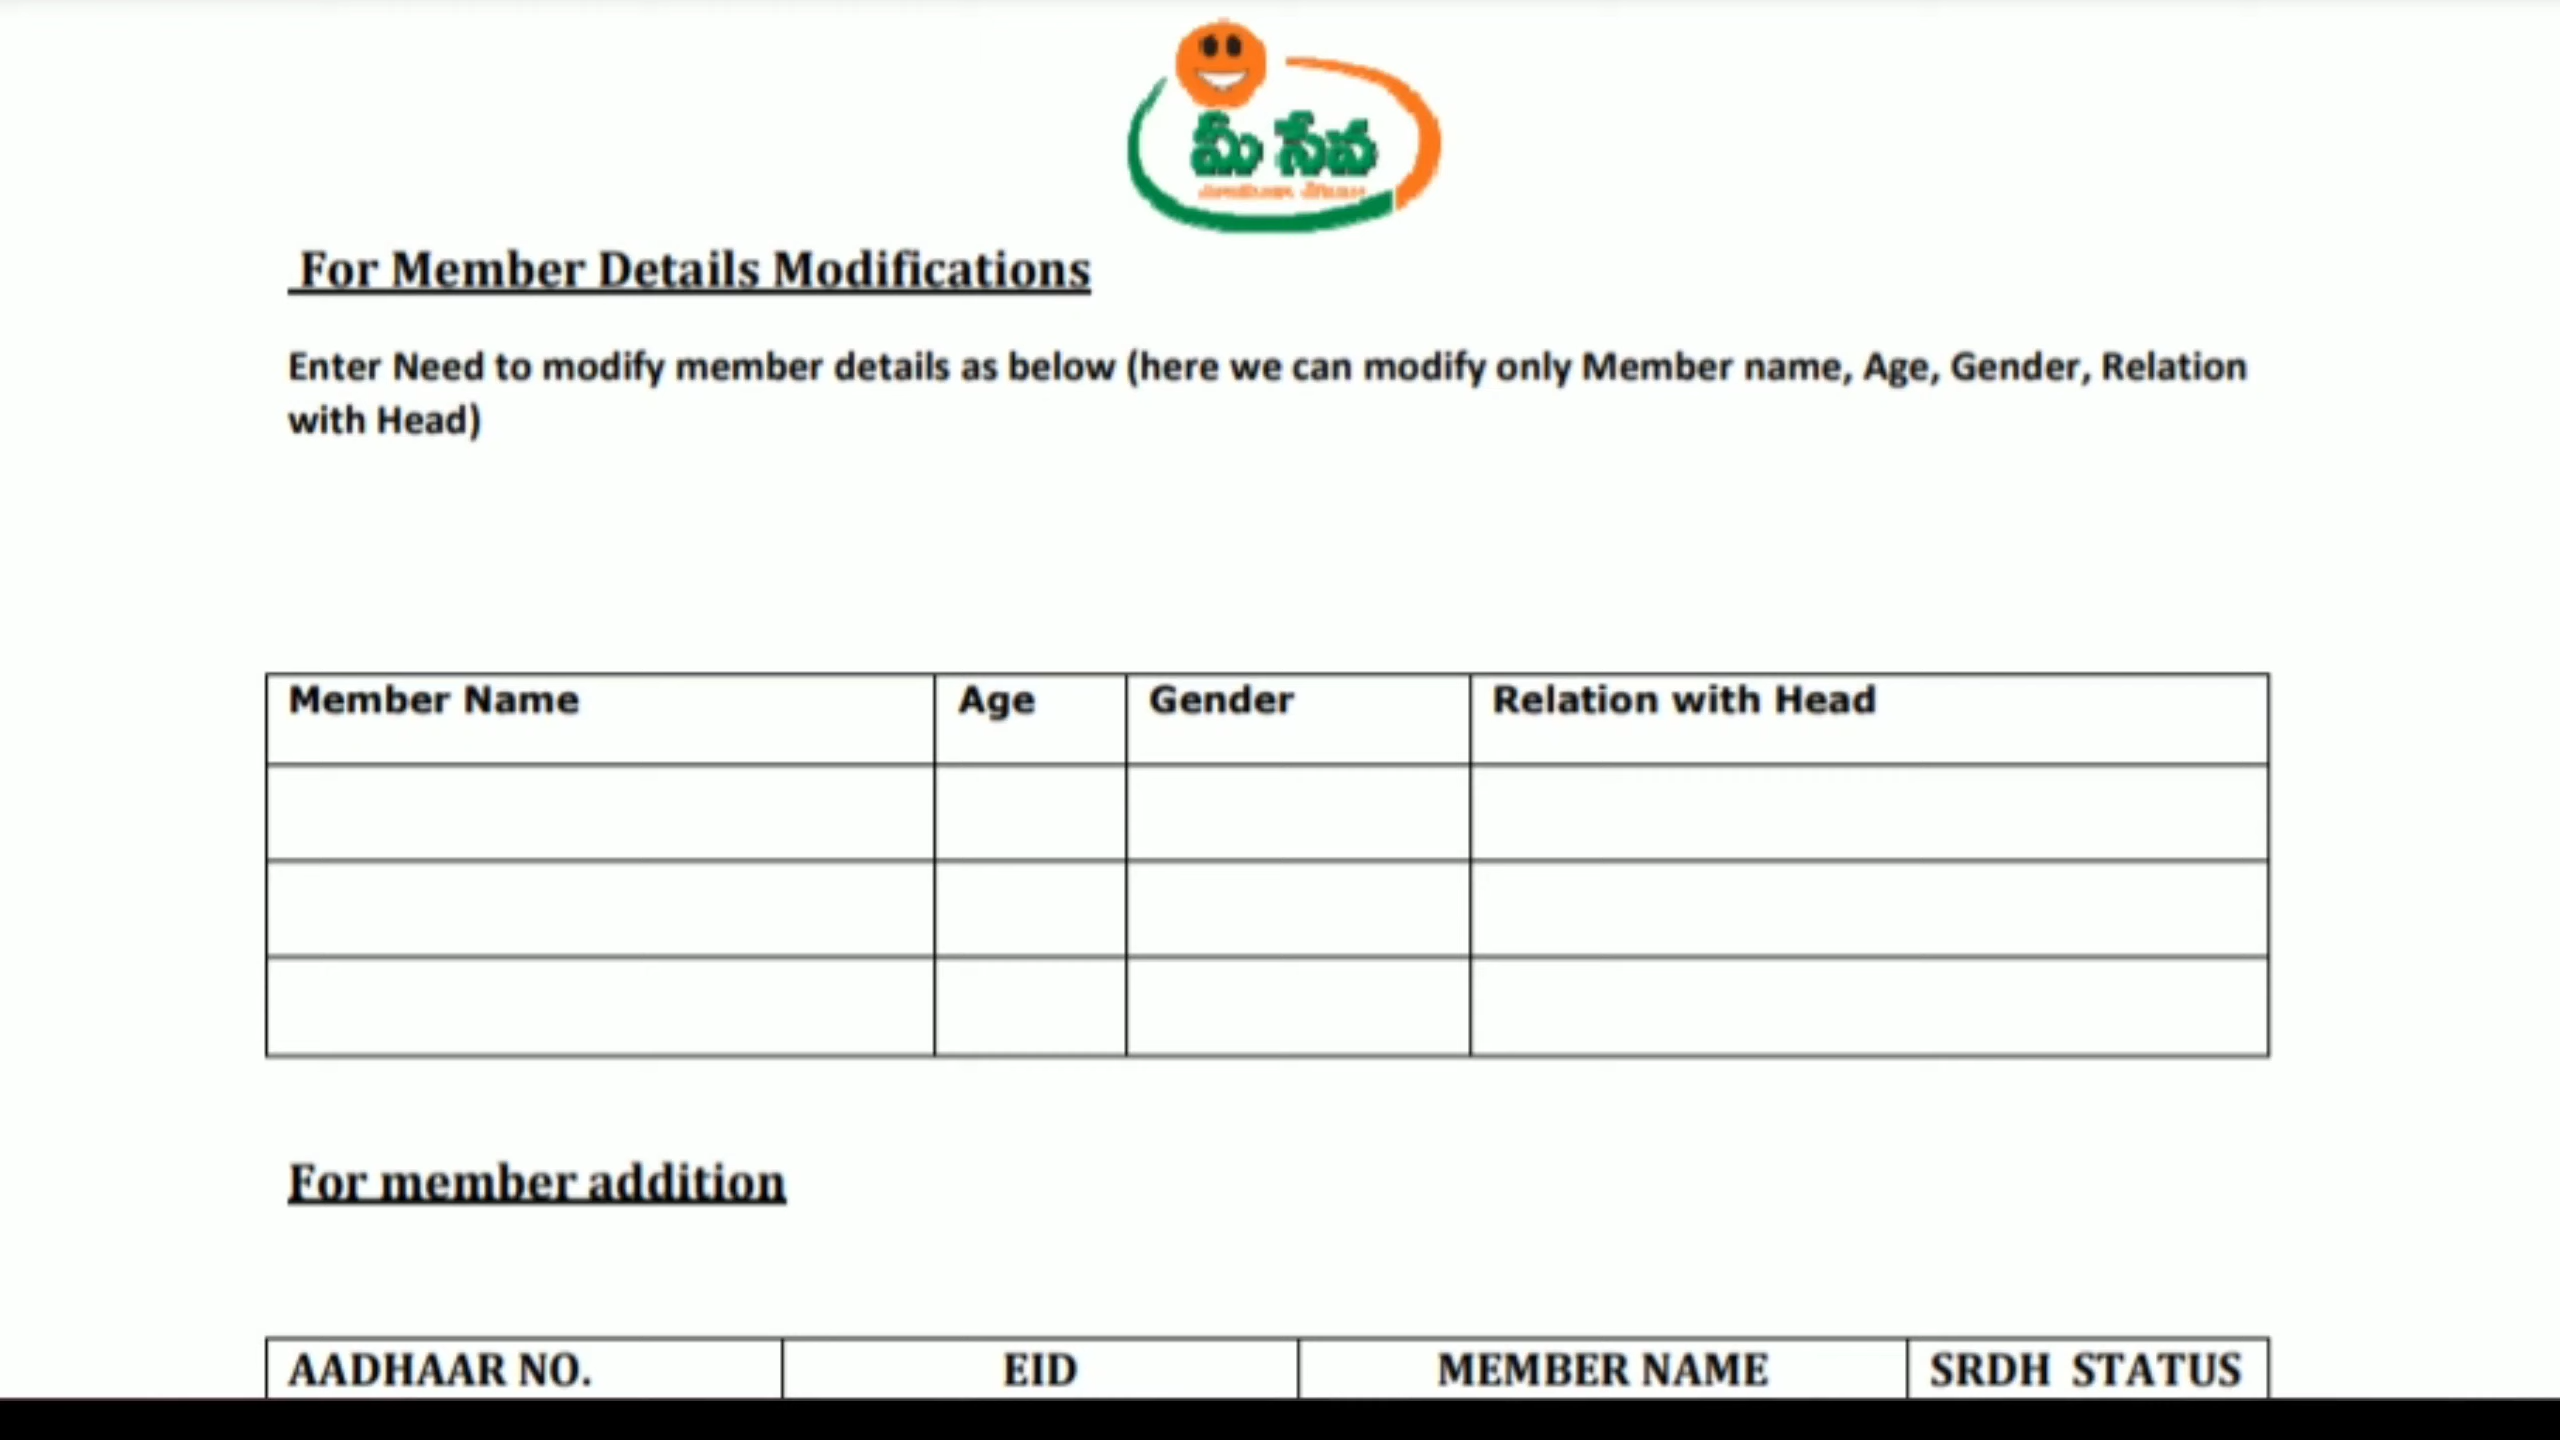 మీ సేవ
For Member Details Modifications
Enter Need to modify member details as below (here we can modify only Member name, Age, Gender, Relation
with Head)
Member Name Age Gender Relation with Head
For member addition
AADHAAR NO. EID MEMBER NAME SRDH STATUS